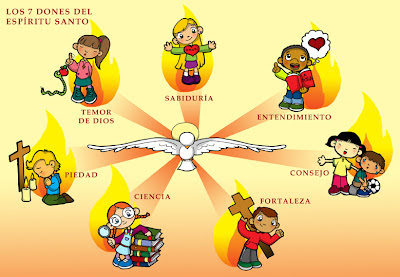 LOS 7 DONES DEL
ESPÍRITU SANTO
SABIDURÍA
TEMOR
DE DIOS
ENTENDIMIENTO
PIEDAD
CONSEJO
CIENCIA
FORTALEZA